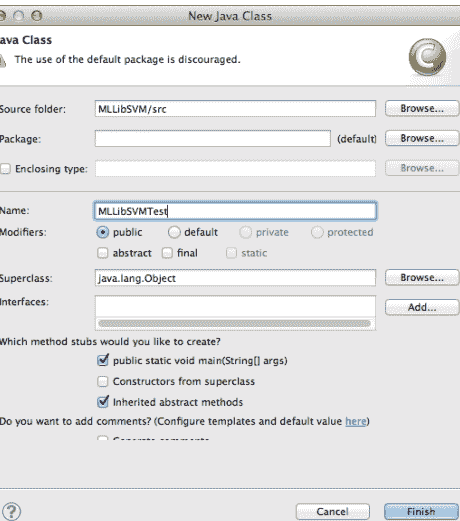 New Java Class
ava Class
The use of the default package is discouraged.
Source folder: MLLibSVM/src Browse...
Package: (default) Browse...
Enclosing type: Browse...
Name: MLLibSVMTest
Modifiers: public default private protected
abstract final static
Superclass: java.lang.Object Browse...
Interfaces: Add...
Which method stubs would you like to create?
public static void main(String[] args)
Constructors from superclass
Inherited abstract methods
Do you want to add comments? (Configure templates and default value here)
Generate comments
? Cancel Finish